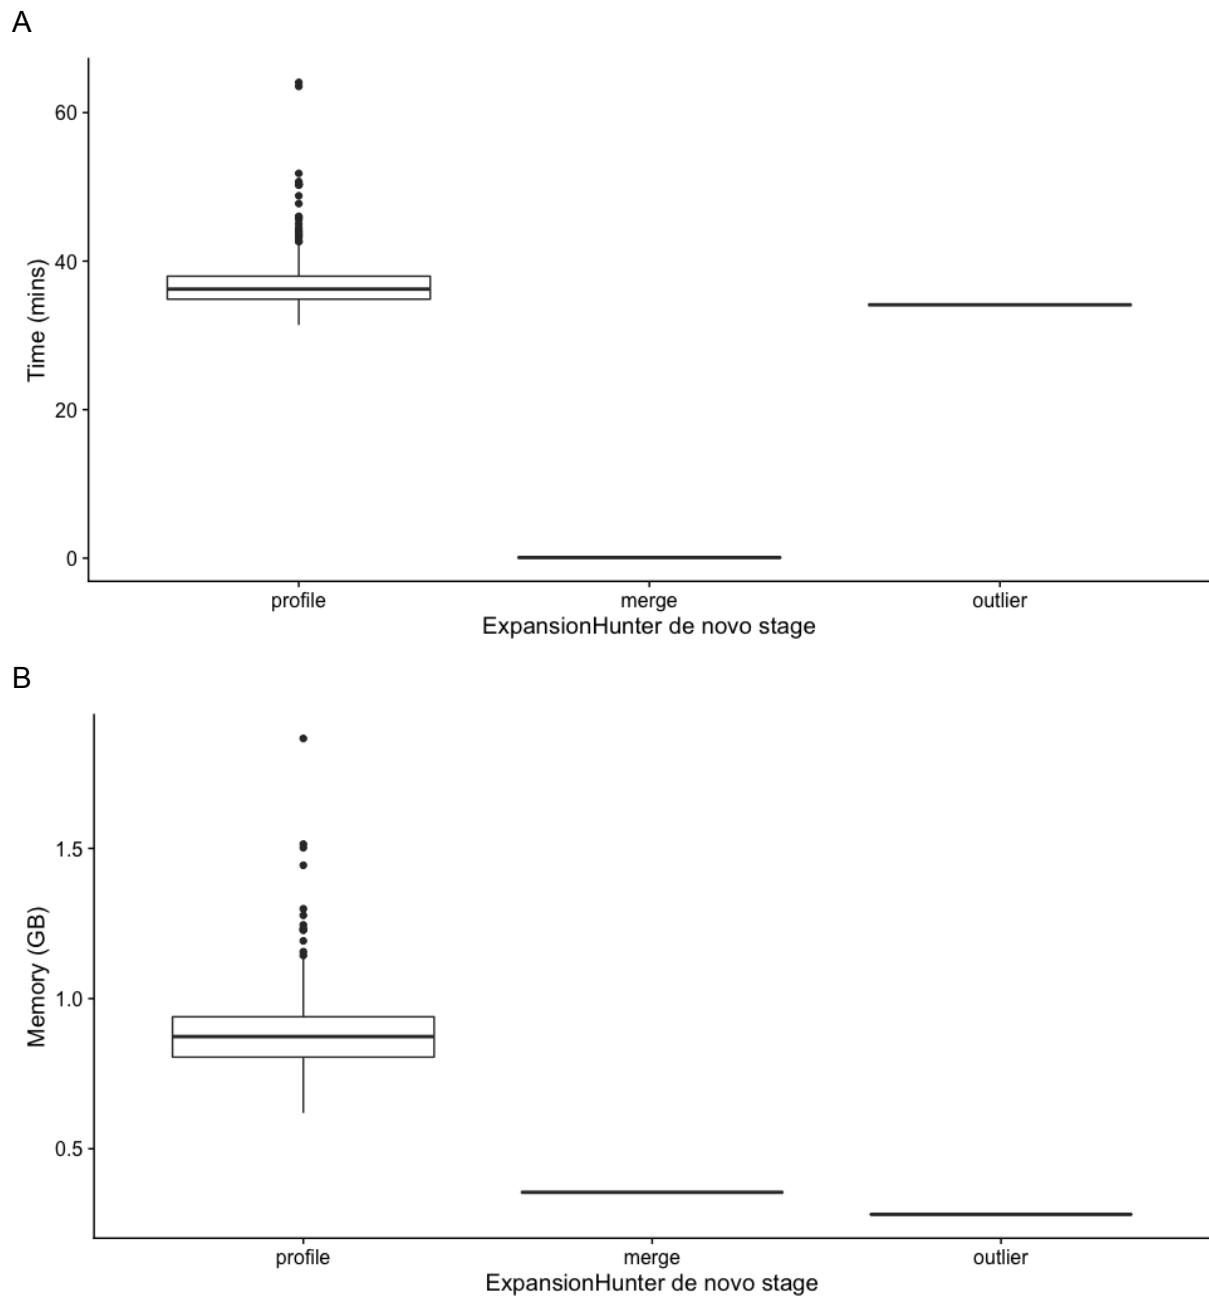 A
60
40
20
0
Time (mins)
profile merge outlier
ExpansionHunter de novo stage
B
1.5
1.0
0.5
Memory (GB)
profile merge outlier
ExpansionHunter de novo stage